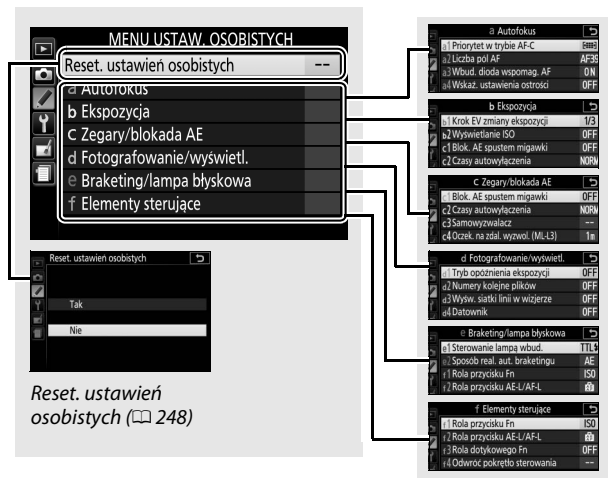 MENU USTAW. OSOBISTYCH
Reset. ustawień osobistych --
a Autofokus
b Ekspozycja
c Zegary/blokada AE
d Fotografowanie/wyświetl.
e Braketing/lampa błyskowa
f Elementy sterujące
Reset. ustawień osobistych
Tak
Nie
Reset. ustawień
osobistych (248)
a Autofokus
a1 Priorytet w trybie AF-C
a2 Liczba pól AF AF39
a3 Wbud. dioda wspomag. AF ON
a4 Wskaź. ustawienia ostrości OFF
b Ekspozycja
b1 Krok EV zmiany ekspozycji 1/3
b2 Wyświetlanie ISO OFF
c1 Blok. AE spustem migawki OFF
c2 Czasy autowyłączenia NORM
c Zegary/blokada AE
c1 Blok. AE spustem migawki OFF
c2 Czasy autowyłączenia NORM
c3 Samowyzwalacz --
c4 Oczek. na zdal. wyzwol. (ML-L3) 1m
d Fotografowanie/wyświetl.
d1 Tryb opóźnienia ekspozycji OFF
d2 Numery kolejne plików OFF
d3 Wyśw. siatki linii w wizjerze OFF
d4 Datownik OFF
e Braketing/lampa błyskowa
e1 Sterowanie lampą wbud. TTL
e2 Sposób real. aut. braketingu AE
f1 Rola przycisku Fn ISO
f2 Rola przycisku AE-L/AF-L
f Elementy sterujące
f1 Rola przycisku Fn ISO
f2 Rola przycisku AE-L/AF-L
f3 Rola dotykowego Fn OFF
f4 Odwróć pokrętło sterowania --